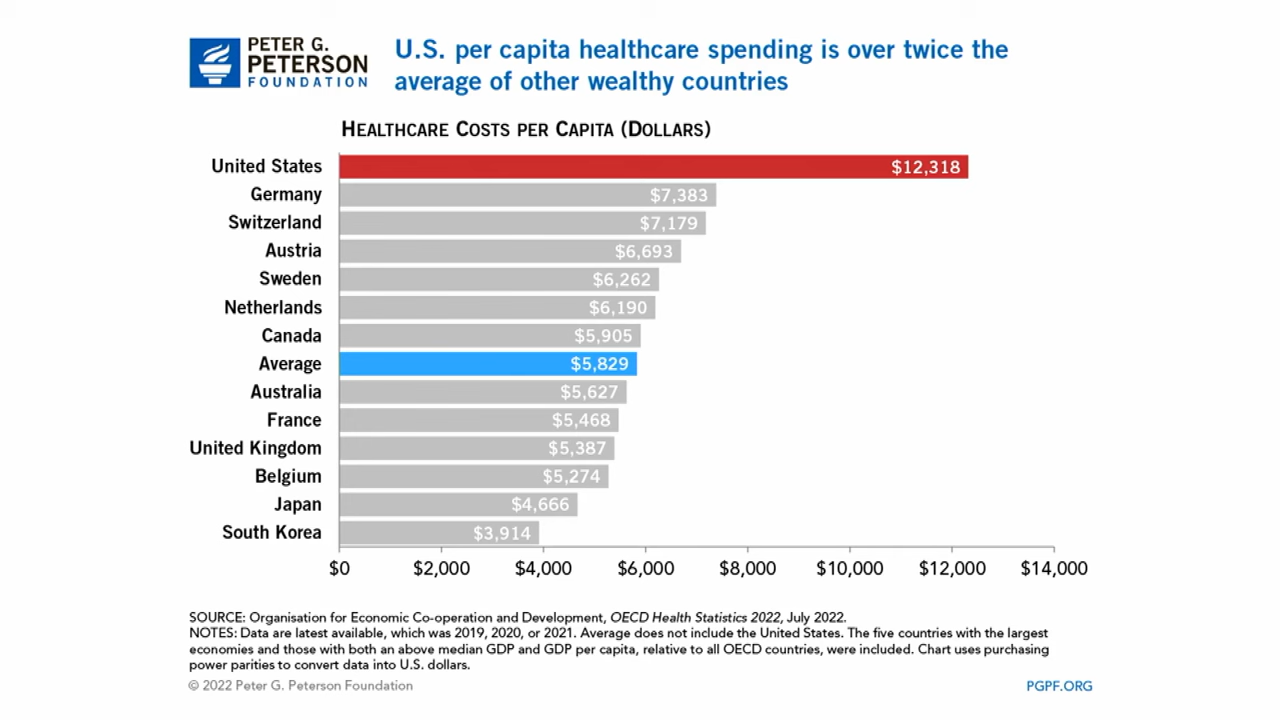 PETER G.
PETERSON
FOUNDATION
U.S. per capita healthcare spending is over twice the
average of other wealthy countries
HEALTHCARE COSTS PER CAPITA (DOLLARS)
United States $12,318
Germany $7,383
Switzerland $7,179
Austria $6,693
Sweden $6,262
Netherlands $6,190
Canada $5,905
Average $5,829
Australia $5,627
France $5,468
United Kingdom $5,387
Belgium $5,274
Japan $4,666
South Korea $3,914
$0 $2,000 $4,000 $6,000 $8,000 $10,000 $12,000 $14,000
SOURCE: Organisation for Economic Co-operation and Development, OECD Health Statistics 2022, July 2022.
NOTES: Data are latest available, which was 2019, 2020, or 2021. Average does not include the United States. The five countries with the largest
economies and those with both an above median GDP and GDP per capita, relative to all OECD countries, were included. Chart uses purchasing
power parities to convert data into U.S. dollars.
© 2022 Peter G. Peterson Foundation PGPF.ORG